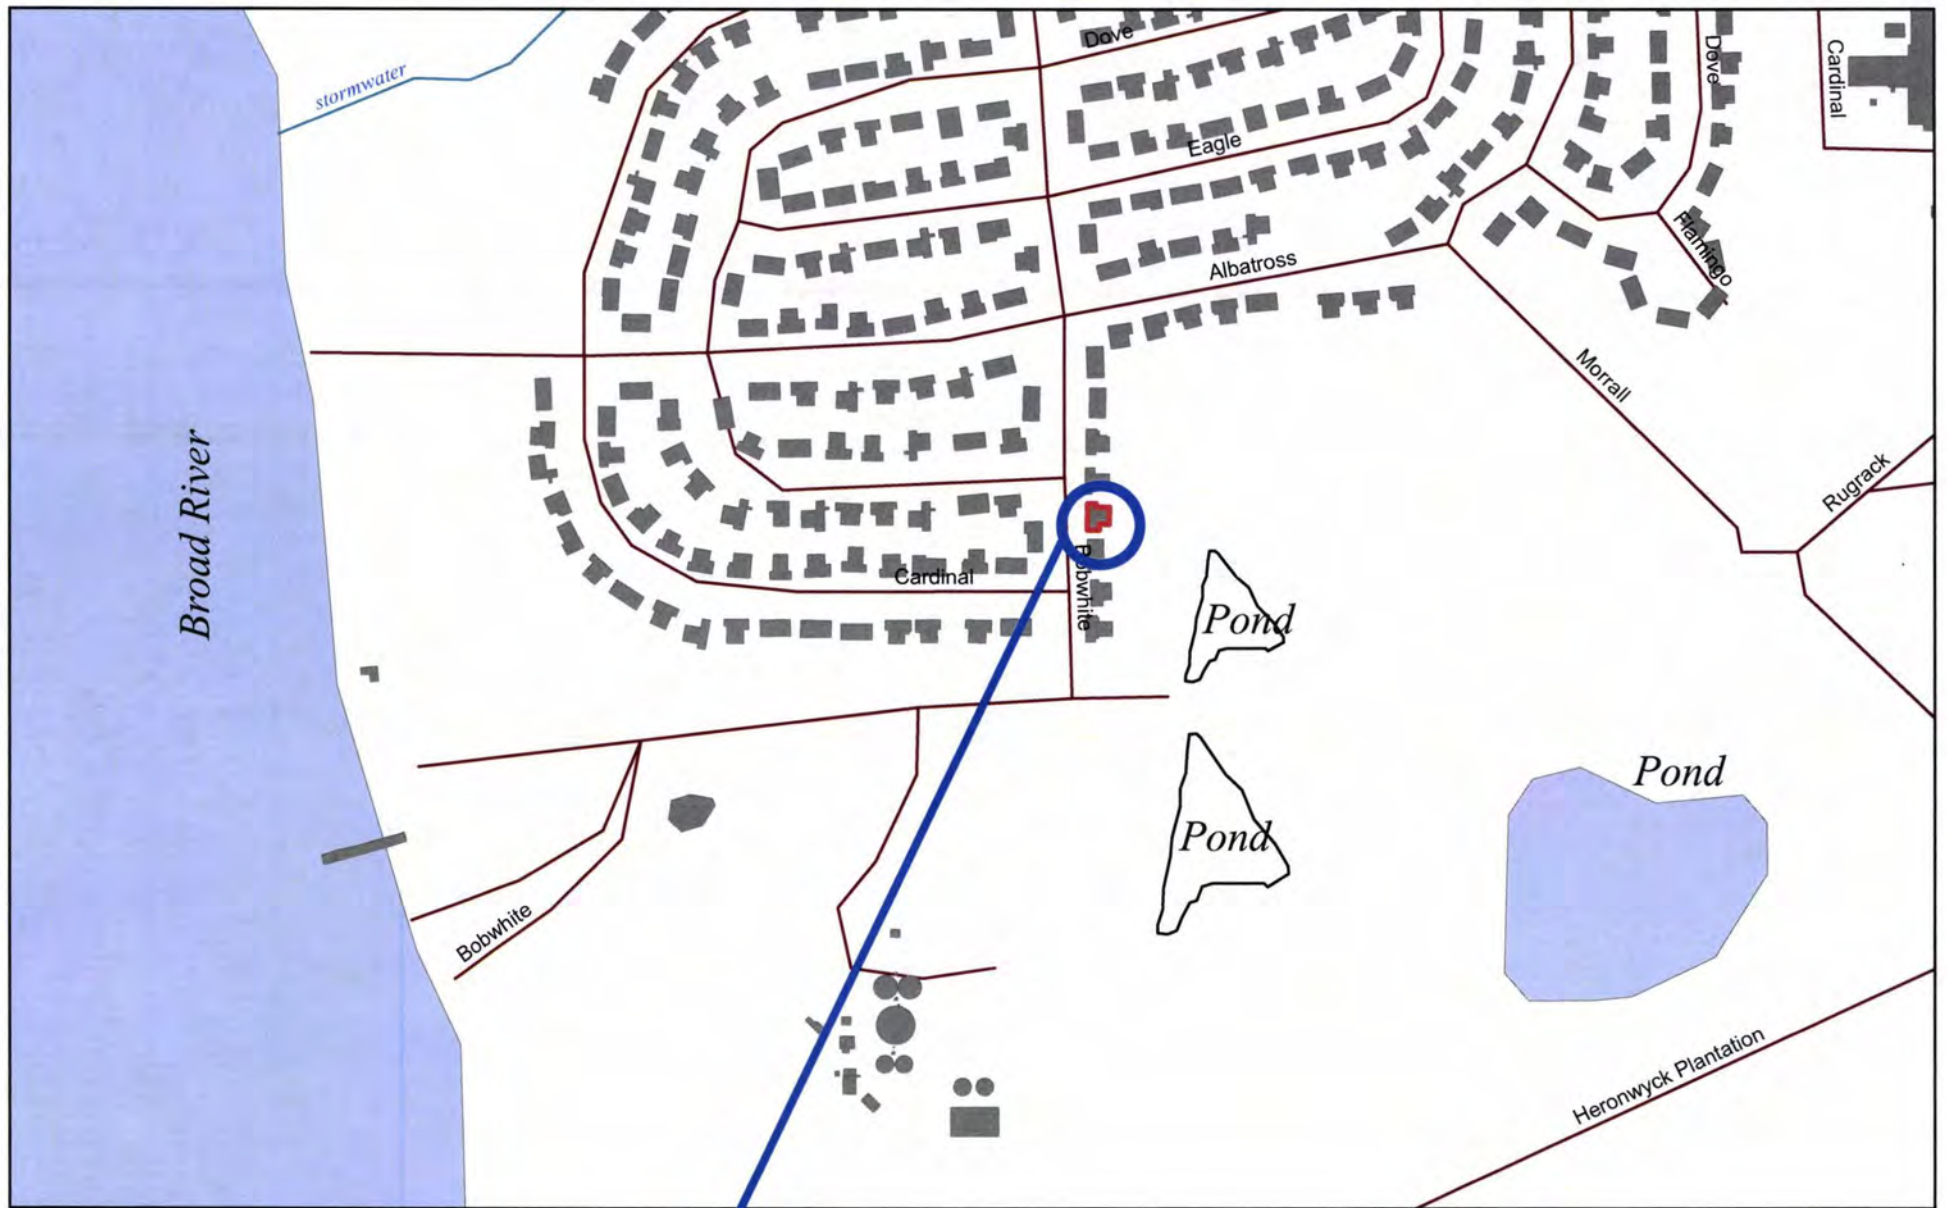 Dove
Dove
Cardinal
stormwater
Eagle
Flamingo
Albatross
Morrall
Rugrack
Broad River
Cardinal
Bobwhite
Pond
Pond
Pond
Bobwhite
Heronwyck Plantation